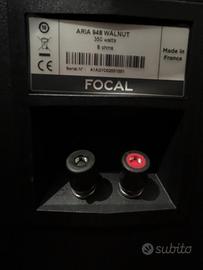 ARIA 948 WALNUT
350 watts
8 ohms
Made in
France
FOCAL
subito